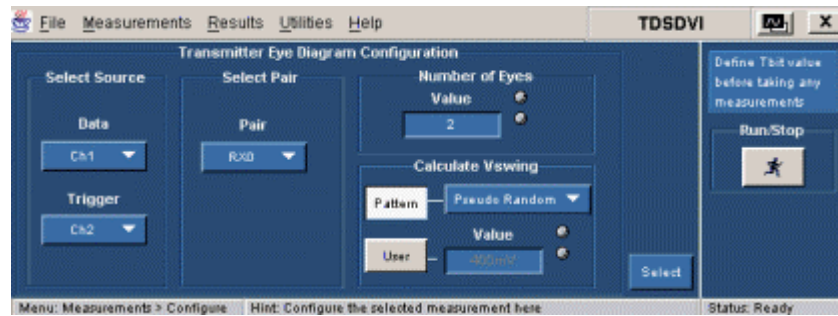 File Measurements Results Utilities Help TDSDVI X
Transmitter Eye Diagram Configuration
Select Source
Data
Ch1
Trigger
Ch2
Select Pair
Pair
RX0
Number of Eyes
Value
2
Calculate Vswing
Pattern
Pseudo Random
User
Value
400mV
Select
Define Tbit value
before taking any
measurements
Run/Stop
Menu: Measurements > Configure
Hint: Configure the selected measurement here
Status: Ready